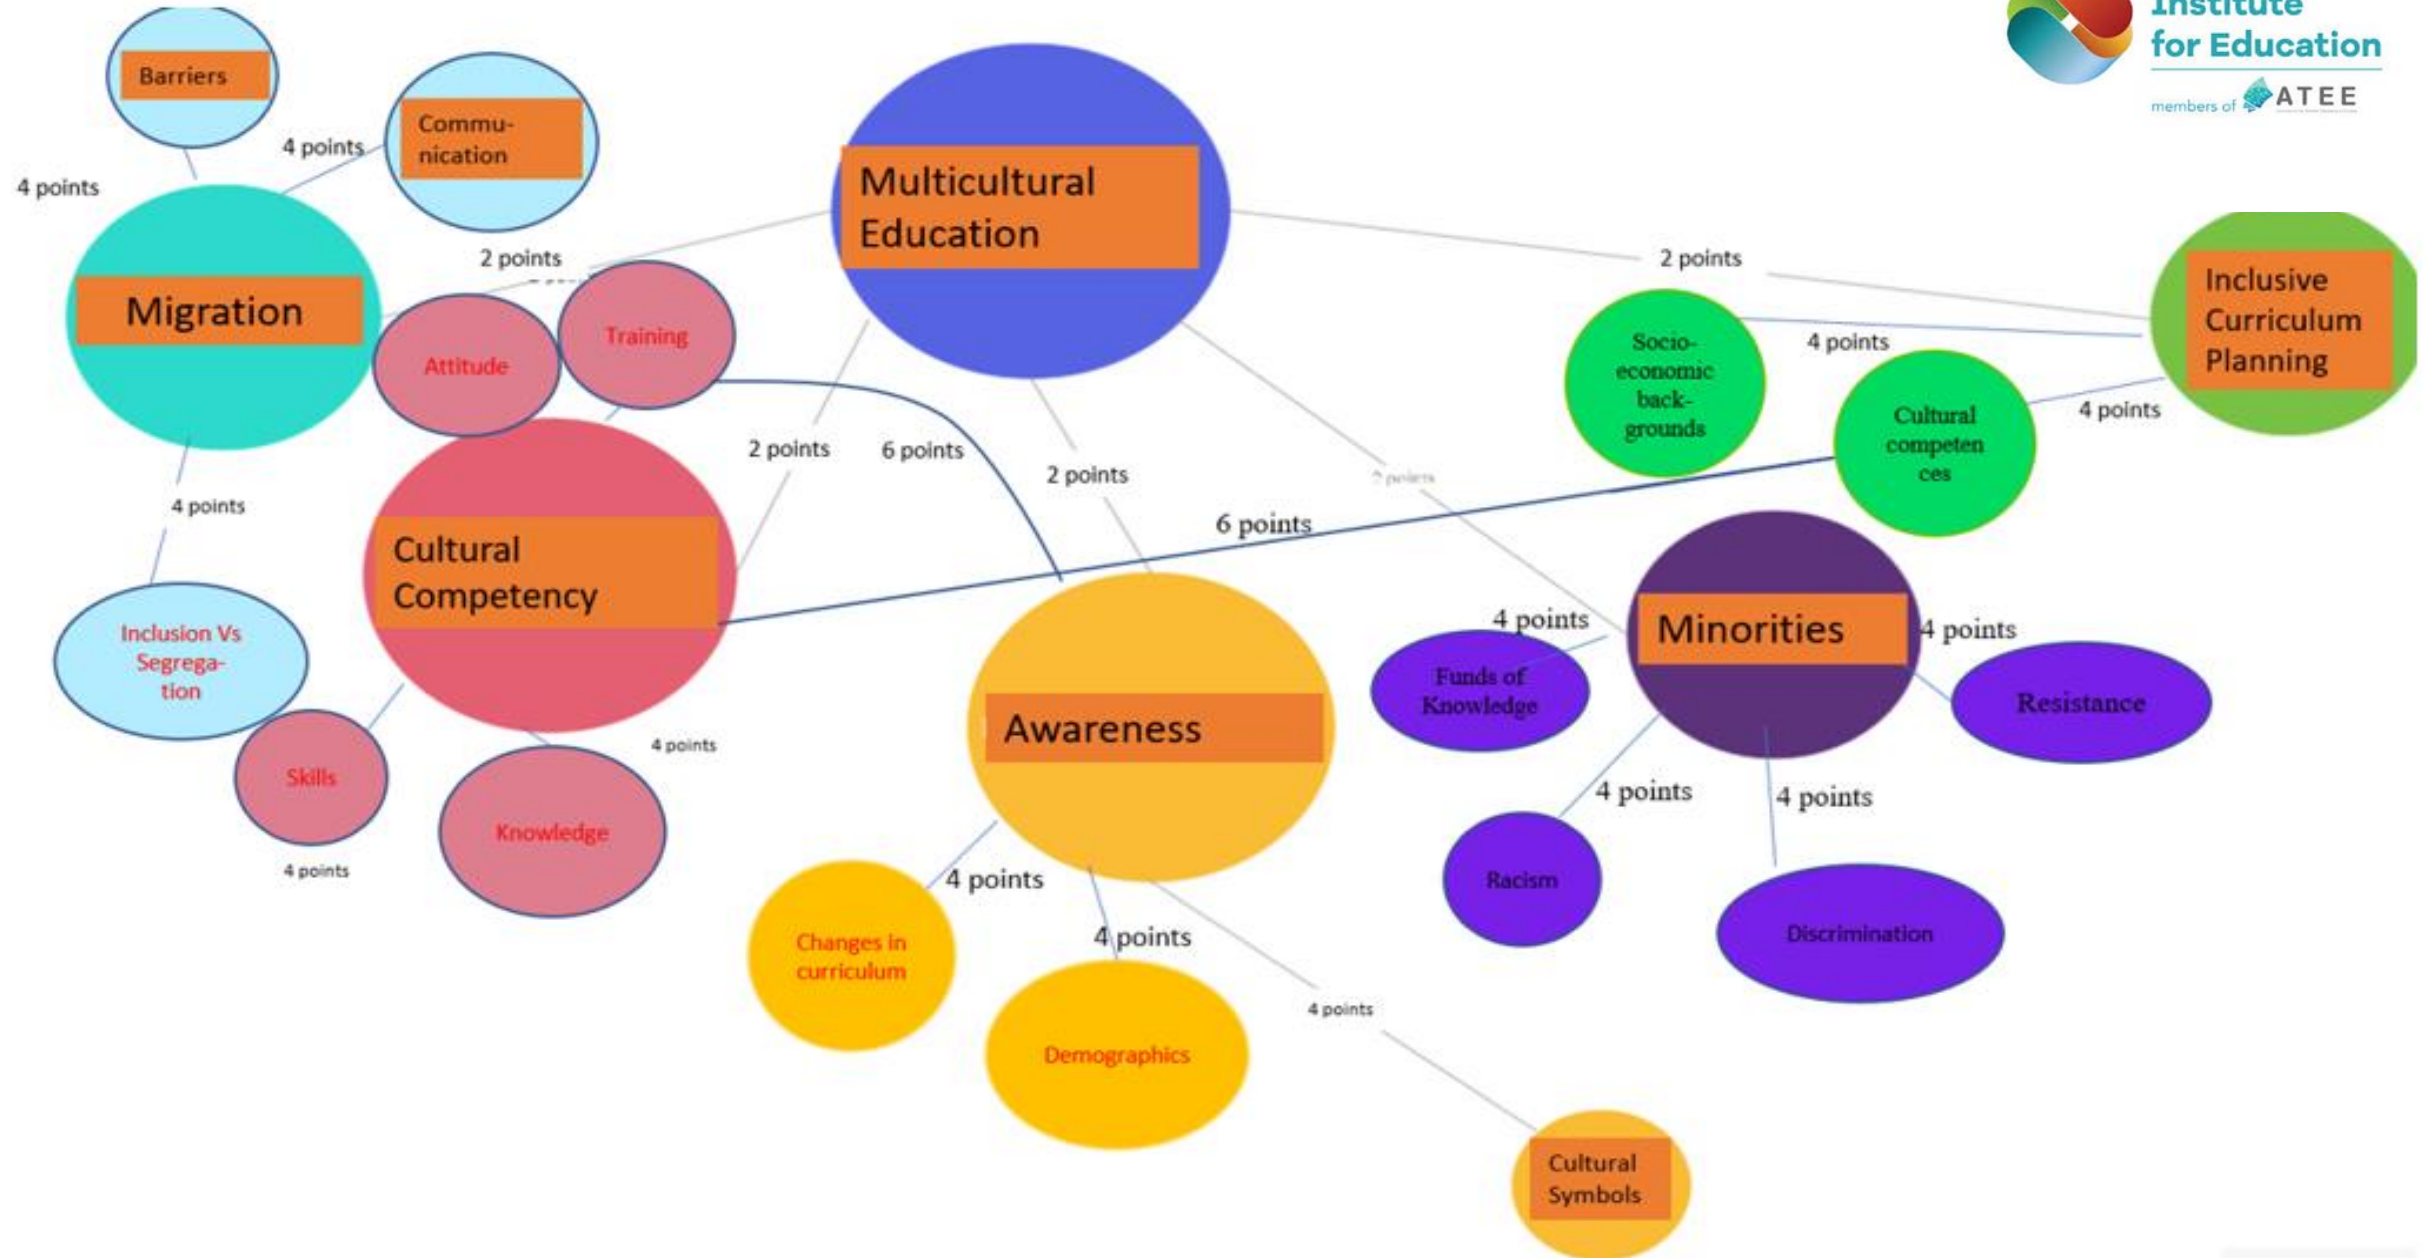 Institute
for Education
members of ATEE
Barriers
Commu-
nication
4 points
4 points
Multicultural
Education
2 points
2 points
Migration
Attitude
Training
Inclusive
Curriculum
Planning
Socio-
economic
back-
grounds
4 points
Cultural
competen
ces
4 points
2 points
6 points
2 points
points
4 points
6 points
Cultural
Competency
Inclusion Vs
Segrega-
tion
4 points
Minorities
4 points
Funds of
Knowledge
Resistance
Awareness
4 points
Skills
4 points
Knowledge
4 points
4 points
Racism
Discrimination
4 points
4 points
Changes in
curriculum
Demographics
4 points
Cultural
Symbols